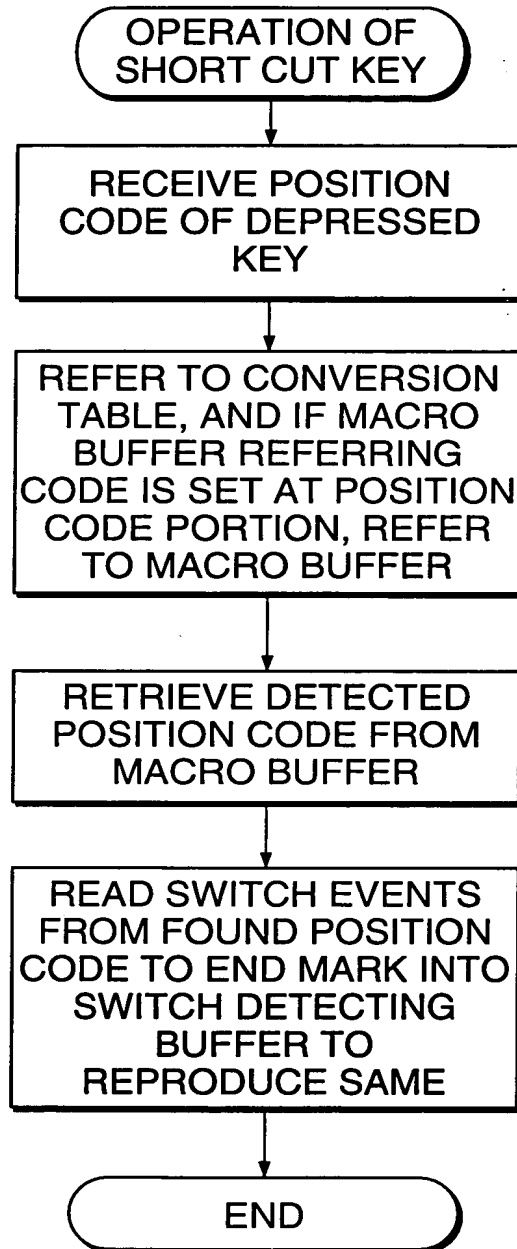 OPERATION OF
SHORT CUT KEY
RECEIVE POSITION
CODE OF DEPRESSED
KEY
REFER TO CONVERSION
TABLE, AND IF MACRO
BUFFER REFERRING
CODE IS SET AT POSITION
CODE PORTION, REFER
TO MACRO BUFFER
RETRIEVE DETECTED
POSITION CODE FROM
MACRO BUFFER
READ SWITCH EVENTS
FROM FOUND POSITION
CODE TO END MARK INTO
SWITCH DETECTING
BUFFER TO
REPRODUCE SAME
END